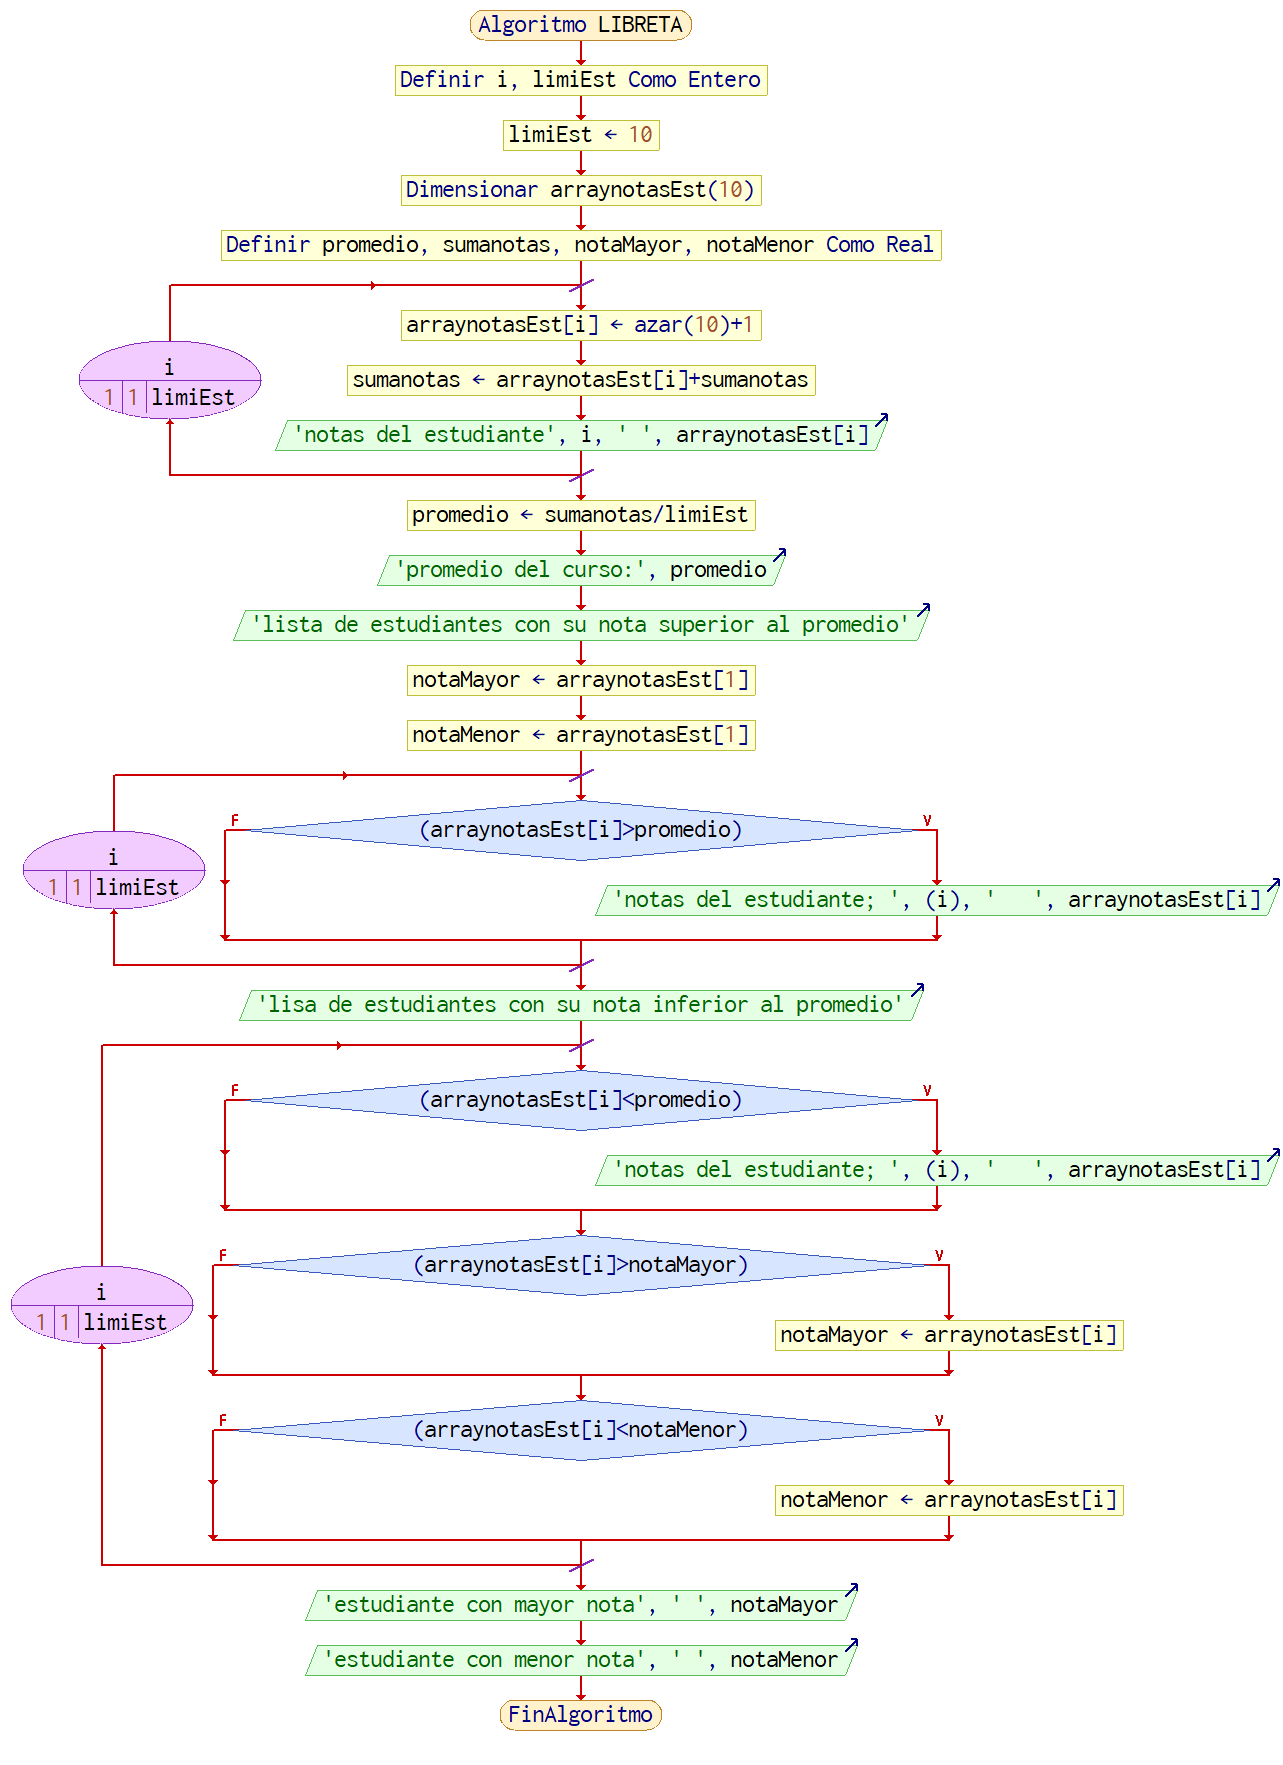 Algoritmo LIBRETA
Definir i, limiEst Como Entero
limiEst ← 10
Dimensionar arraynotasEst(10)
Definir promedio, sumanotas, notaMayor, notaMenor Como Real
i
1 1 limiEst
arraynotasEst[i] ← azar(10)+1
sumanotas ← arraynotasEst[i]+sumanotas
'notas del estudiante', i, ' ', arraynotasEst[i]
promedio ← sumanotas/limiEst
'promedio del curso:', promedio
'lista de estudiantes con su nota superior al promedio'
notaMayor ← arraynotasEst[1]
notaMenor ← arraynotasEst[1]
i
1 1 limiEst
F
(arraynotasEst[i]>promedio)
V
'notas del estudiante; ', (i), '   ', arraynotasEst[i]
'lisa de estudiantes con su nota inferior al promedio'
i
1 1 limiEst
F
(arraynotasEst[i]<promedio)
V
'notas del estudiante; ', (i), '   ', arraynotasEst[i]
F
(arraynotasEst[i]>notaMayor)
V
notaMayor ← arraynotasEst[i]
F
(arraynotasEst[i]<notaMenor)
V
notaMenor ← arraynotasEst[i]
'estudiante con mayor nota', ' ', notaMayor
'estudiante con menor nota', ' ', notaMenor
FinAlgoritmo